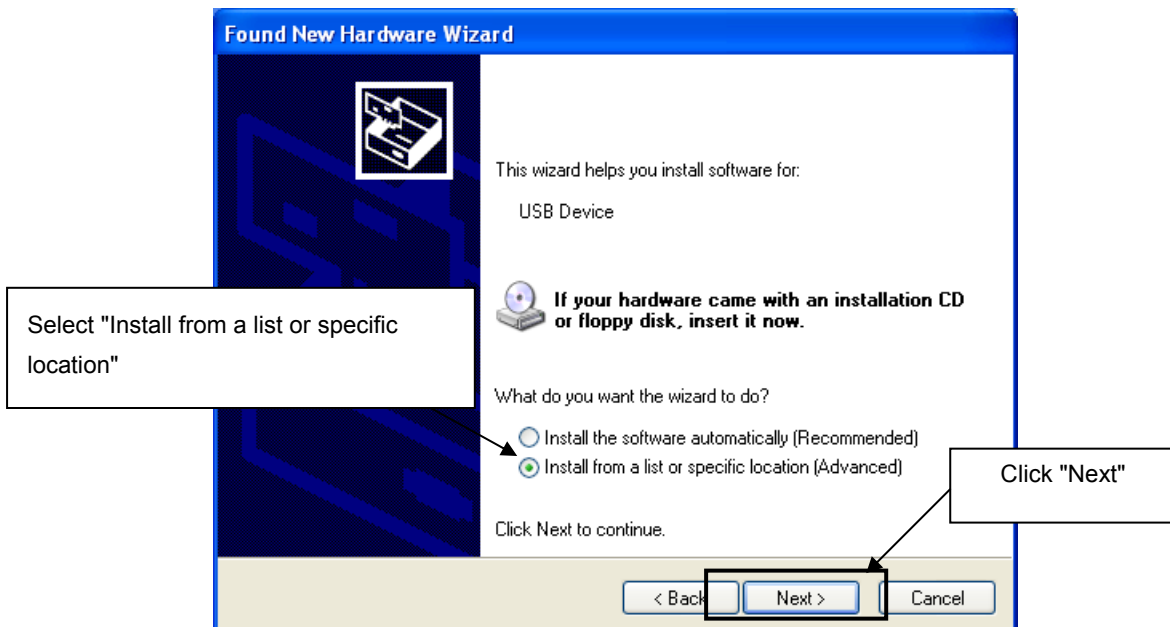 Found New Hardware Wizard
This wizard helps you install software for:
USB Device
If your hardware came with an installation CD
or floppy disk, insert it now.
Select "Install from a list or specific
location"
What do you want the wizard to do?
Install the software automatically (Recommended)
Install from a list or specific location (Advanced)
Click "Next"
Click Next to continue.
< Back
Next >
Cancel